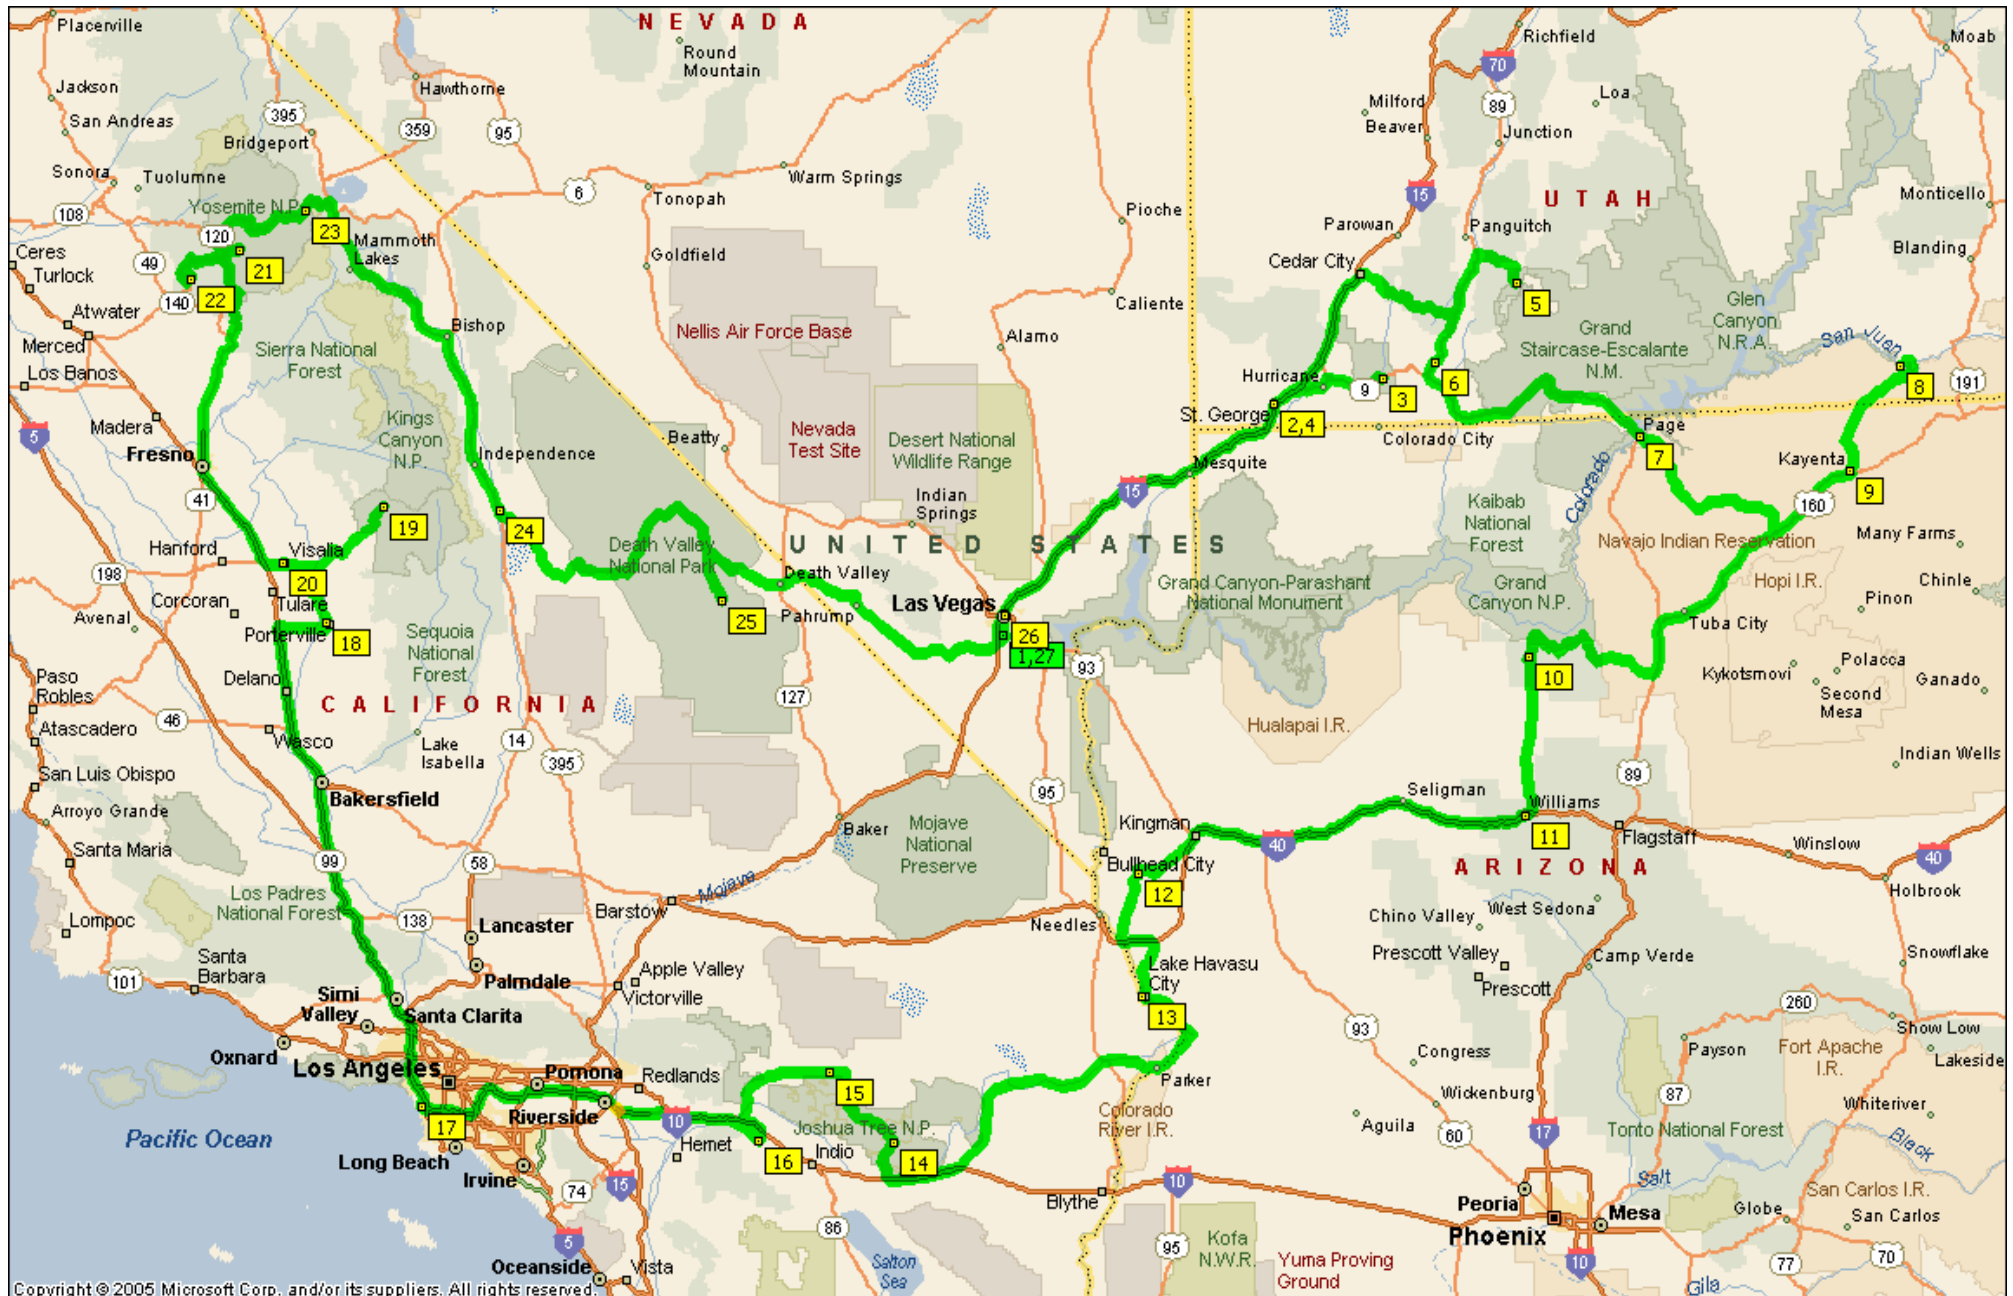 NEVADA
Placerville
Round
Mountain
Richfield
Moab
70
Jackson
Hawthorne
Loa
89
Milford
395
San Andreas
359
95
Beaver
Junction
Bridgeport
Sonora
Tuolumne
Warm Springs
6
Tonopah
15
UTAH
Monticello
Yosemite N.P.
108
Pioche
Parowan
Panguitch
120
23
Mammoth
Lakes
Ceres
49
Goldfield
Cedar City
Blanding
Turlock
21
140
22
Caliente
5
Glen
Canyon
N.R.A.
Atwater
Bishop
Nellis Air Force Base
Alamo
Grand
Staircase-Escalante
N.M.
San Juan
Merced
Sierra National
Forest
Los Banos
Hurricane
9
3
6
8
191
Kings
Canyon
N.P.
St. George
2,4
Madera
Nevada
Test Site
Desert National
Wildlife Range
Beatty
Colorado City
Page
5
Fresno
Independence
Mesquite
7
Kayenta
9
41
15
Indian
Springs
Kaibab
National
Forest
Colorado
160
19
24
Many Farms
Hanford
Visalia
Death Valley
National Park
UNITED STATES
Navajo Indian Reservation
198
20
Death Valley
Grand Canyon-Parashant
National Monument
Grand
Canyon N.P.
Hopi I.R.
Chinle
Corcoran
Tulare
Las Vegas
Pinon
Avenal
Porterville
18
25
Pahrump
26
1,27
Tuba City
Sequoia
National
Forest
93
10
Kykotsmovi
Polacca
Paso
Robles
Delano
Second
Mesa
Ganado
CALIFORNIA
127
46
Hualapai I.R.
Atascadero
Wasco
14
Lake
Isabella
395
Indian Wells
San Luis Obispo
89
Bakersfield
95
Seligman
Williams
Arroyo Grande
Baker
Mojave
National
Preserve
Kingman
11
Flagstaff
Winslow
Santa Maria
99
58
40
40
Bullhead City
ARIZONA
Los Padres
National Forest
Mojave
12
Holbrook
Lompoc
138
Barstow
Lancaster
Needles
Chino Valley
West Sedona
Santa
Barbara
Apple Valley
Lake Havasu
City
Prescott Valley
Camp Verde
Snowflake
101
Palmdale
Simi
Valley
Victorville
Prescott
Santa Clarita
13
260
93
Show Low
Oxnard
Los Angeles
Pomona
Redlands
Congress
Payson
Fort Apache
I.R.
Lakeside
15
Parker
Wickenburg
87
Riverside
10
Colorado
River I.R.
Whiteriver
17
Joshua Tree N.P.
Aguila
60
17
Tonto National Forest
Pacific Ocean
Hemet
16
Indio
14
Black
Long Beach
Irvine
74
15
10
Salt
Blythe
Peoria
San Carlos I.R.
86
Mesa
Globe
San Carlos
5
Phoenix
95
Kofa
N.W.R.
Yuma Proving
Ground
10
77
70
Oceanside
Vista
Salton
Sea
Gila
Copyright © 2005 Microsoft Corp. and/or its suppliers. All rights reserved.